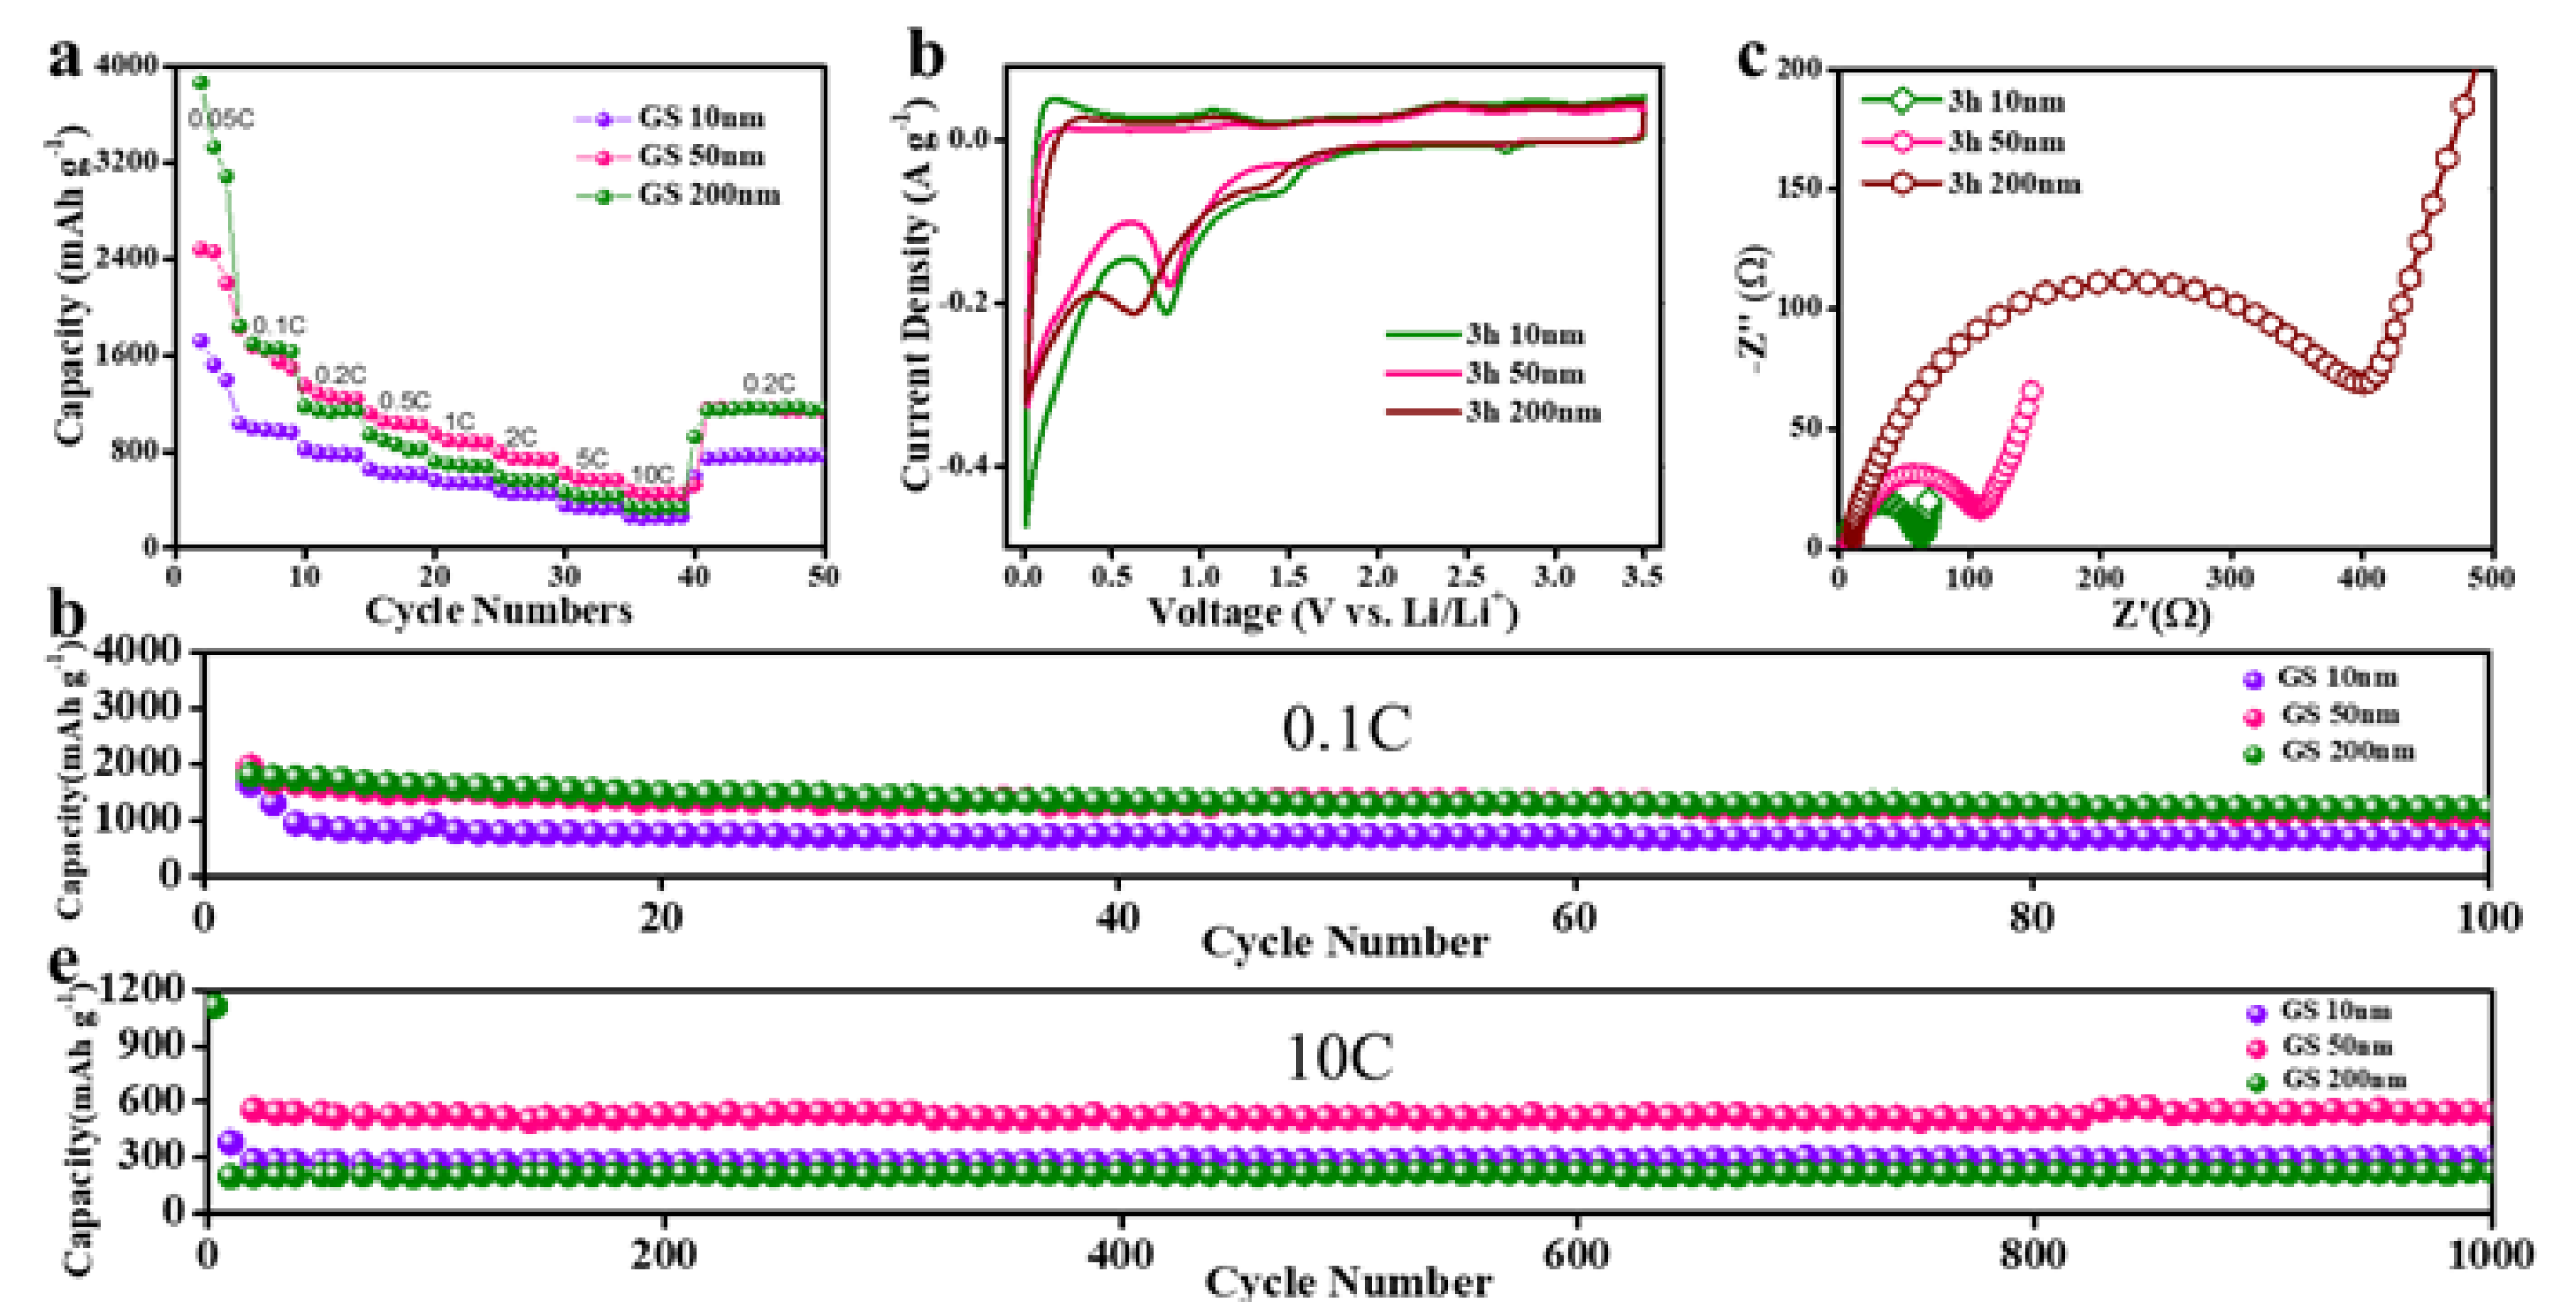 a
4000
3200
2400
1600
800
0
Capacity (mAh g⁻¹)
0.05C
0.1C
0.2C
0.5C
1C
2C
5C
10C
0.2C
GS 10nm
GS 50nm
GS 200nm
0 10 20 30 40 50
Cycle Numbers
b
0.0
-0.2
-0.4
Current Density (A g⁻¹)
3h 10nm
3h 50nm
3h 200nm
0.0 0.5 1.0 1.5 2.0 2.5 3.0 3.5
Voltage (V vs. Li/Li⁺)
c
200
150
100
50
0
-Z'' (Ω)
3h 10nm
3h 50nm
3h 200nm
0 100 200 300 400 500
Z'(Ω)
b
4000
3000
2000
1000
0
Capacity(mAh g⁻¹)
0.1C
GS 10nm
GS 50nm
GS 200nm
0 20 40 60 80 100
Cycle Number
e
1200
900
600
300
0
Capacity(mAh g⁻¹)
10C
GS 10nm
GS 50nm
GS 200nm
0 200 400 600 800 1000
Cycle Number